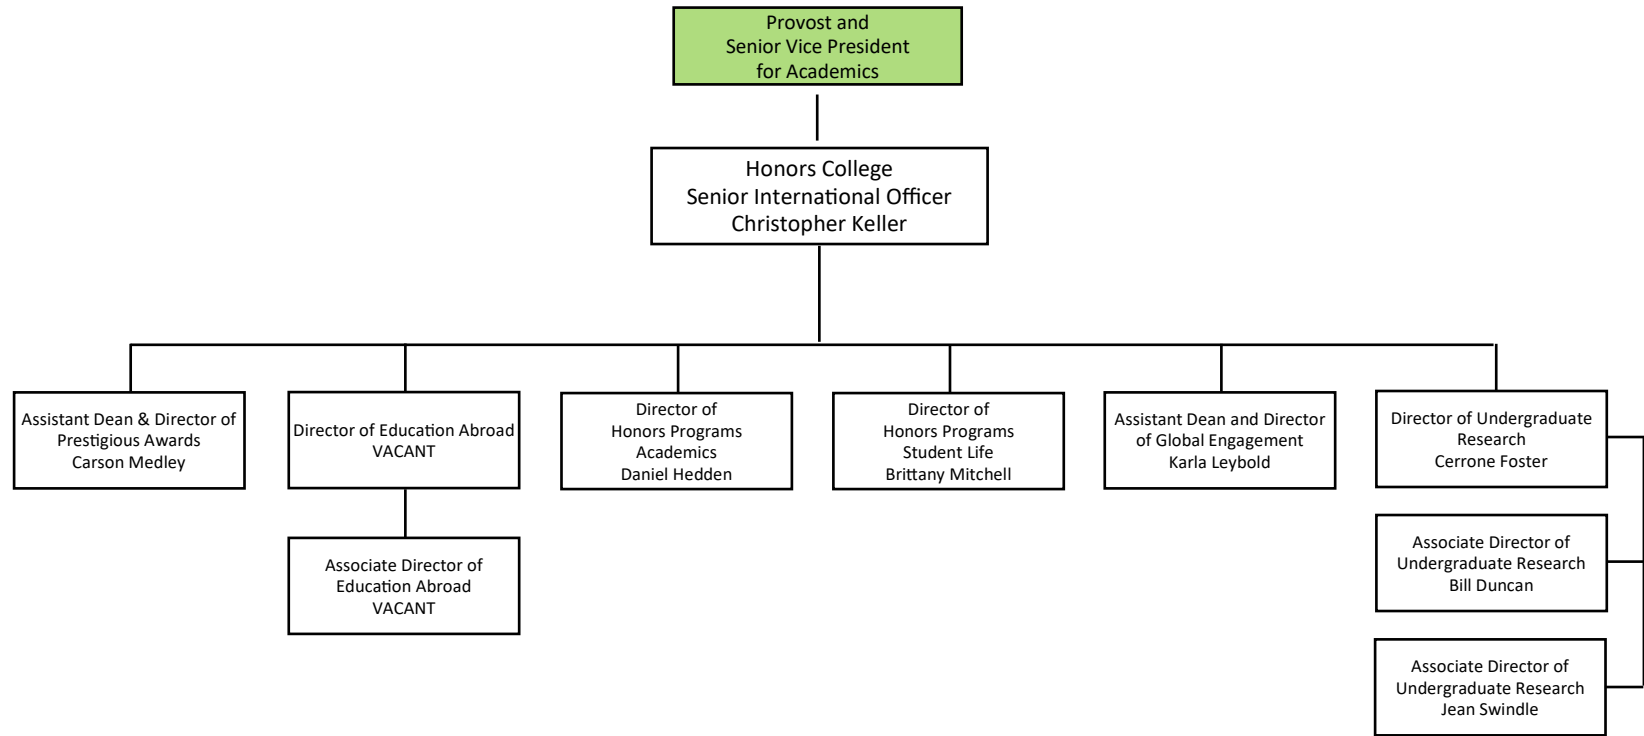 Provost and
Senior Vice President
for Academics
Honors College
Senior International Officer
Christopher Keller
Assistant Dean & Director of
Prestigious Awards
Carson Medley
Director of Education Abroad
VACANT
Director of
Honors Programs
Academics
Daniel Hedden
Director of
Honors Programs
Student Life
Brittany Mitchell
Assistant Dean and Director
of Global Engagement
Karla Leybold
Director of Undergraduate
Research
Cerrone Foster
Associate Director of
Education Abroad
VACANT
Associate Director of
Undergraduate Research
Bill Duncan
Associate Director of
Undergraduate Research
Jean Swindle